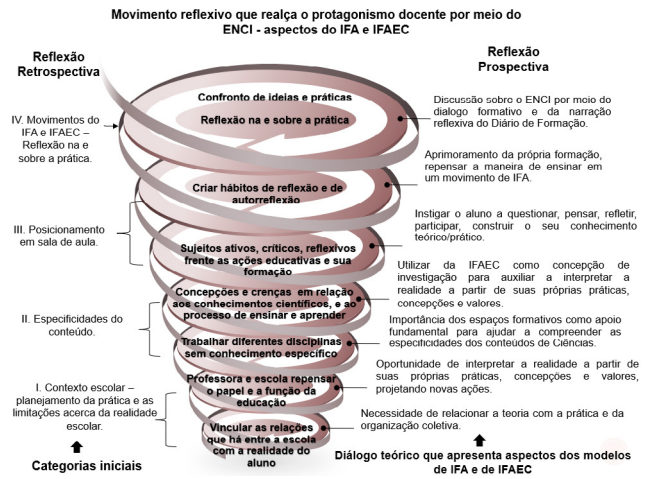 Movimento reflexivo que realça o protagonismo docente por meio do
ENCI - aspectos do IFA e IFAEC
Reflexão
Retrospectiva
Reflexão
Prospectiva
IV. Movimentos do
IFA e IFAEC –
Reflexão na e
sobre a prática.
Confronto de ideias e práticas
Reflexão na e sobre a prática
Discussão sobre o ENCI por meio do
dialogo formativo e da narração
reflexiva do Diário de Formação.
Criar hábitos de reflexão e de
autorreflexão
Aprimoramento da própria formação,
repensar a maneira de ensinar em
um movimento de IFA.
III. Posicionamento
em sala de aula.
Sujeitos ativos, críticos, reflexivos
frente as ações educativas e sua
formação
Instigar o aluno a questionar, pensar, refletir,
participar, construir o seu conhecimento
teórico/prático.
Concepções e crenças em relação
aos conhecimentos científicos, e ao
processo de ensinar e aprender
Utilizar da IFAEC como concepção de
investigação para auxiliar a interpretar a
realidade a partir de suas próprias práticas,
concepções e valores.
II. Especificidades do
conteúdo.
Trabalhar diferentes disciplinas
sem conhecimento específico
Importância dos espaços formativos como apoio
fundamental para ajudar a compreender as
especificidades dos conteúdos de Ciências.
I. Contexto escolar –
planejamento da prática e as
limitações acerca da realidade
escolar.
Professora e escola repensar
o papel e a função da
educação
Oportunidade de interpretar a realidade a partir de
suas próprias práticas, concepções e valores,
projetando novas ações.
Vincular as relações
que há entre a escola
com a realidade do
aluno
Necessidade de relacionar a teoria com a prática e da
organização coletiva.
Categorias iniciais
Diálogo teórico que apresenta aspectos dos modelos
de IFA e de IFAEC